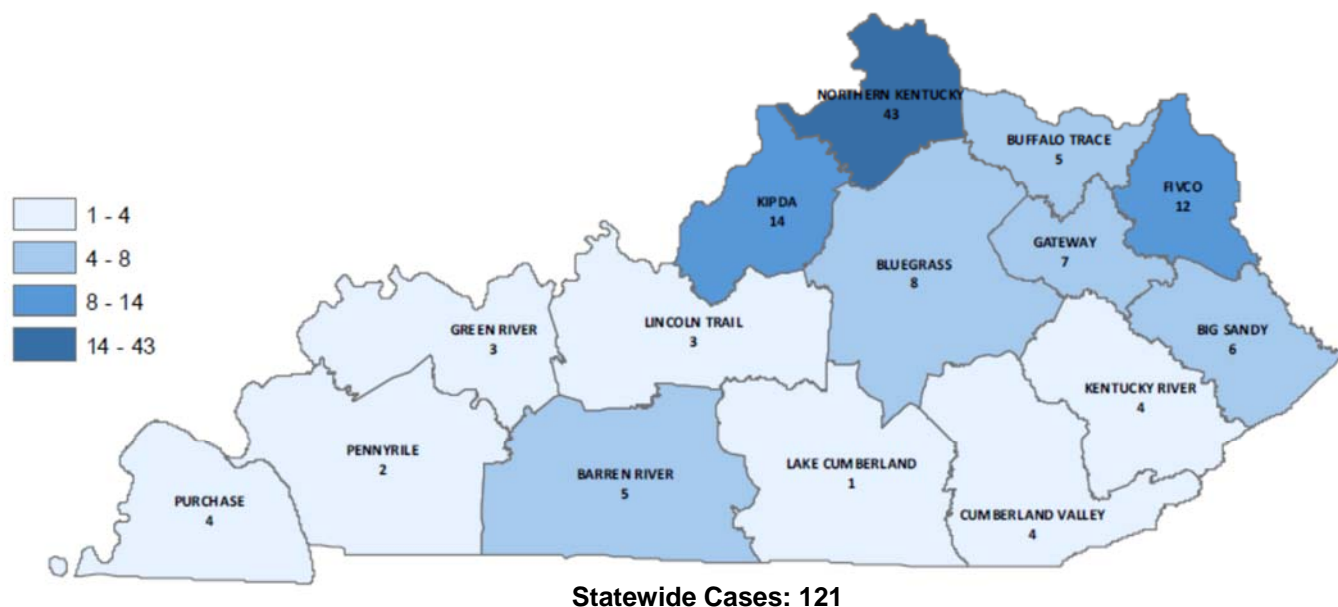 NORTHERN KENTUCKY
43
BUFFALO TRACE
5
FIVCO
12
KIPDA
14
GATEWAY
7
BLUEGRASS
8
1 - 4
4 - 8
8 - 14
14 - 43
GREEN RIVER
3
LINCOLN TRAIL
3
BIG SANDY
6
KENTUCKY RIVER
4
PENNYRILE
2
BARREN RIVER
5
LAKE CUMBERLAND
1
PURCHASE
4
CUMBERLAND VALLEY
4
Statewide Cases: 121